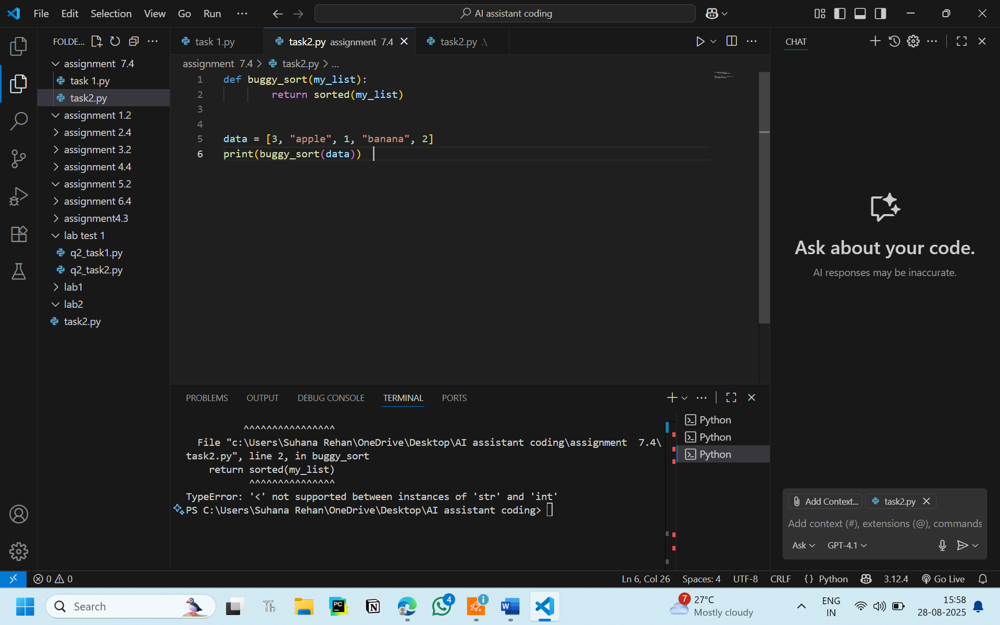 File Edit Selection View Go Run ···
AI assistant coding
FOLDE... ···
assignment  7.4
task 1.py
task2.py
assignment 1.2
assignment 2.4
assignment 3.2
assignment 4.4
assignment 5.2
assignment 6.4
assignment4.3
lab test 1
q2_task1.py
q2_task2.py
lab1
lab2
task2.py
task 1.py
task2.py assignment  7.4
task2.py .\
assignment  7.4 > task2.py > ...
1 def buggy_sort(my_list):
2         return sorted(my_list)
3
4
5 data = [3, "apple", 1, "banana", 2]
6 print(buggy_sort(data))
PROBLEMS OUTPUT DEBUG CONSOLE TERMINAL PORTS
^^^^^^^^^^^^^^^^
File "c:\Users\Suhana Rehan\OneDrive\Desktop\AI assistant coding\assignment  7.4\
task2.py", line 2, in buggy_sort
return sorted(my_list)
^^^^^^^^^^^^^^^
TypeError: '<' not supported between instances of 'str' and 'int'
PS C:\Users\Suhana Rehan\OneDrive\Desktop\AI assistant coding>
Python
Python
Python
CHAT
Ask about your code.
AI responses may be inaccurate.
Add Context... task2.py
Add context (#), extensions (@), commands
Ask GPT-4.1
0 0
Ln 6, Col 26 Spaces: 4 UTF-8 CRLF {} Python 3.12.4 Go Live
Search
Th
PC
N
4
W
7
27°C
Mostly cloudy
ENG
IN
15:58
28-08-2025